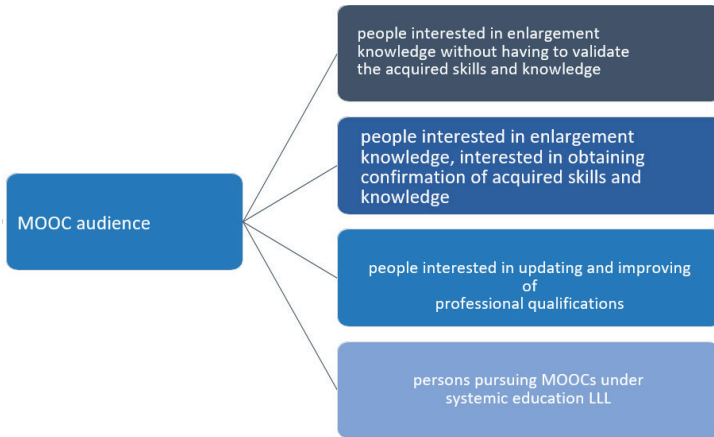 people interested in enlargement
knowledge without having to validate
the acquired skills and knowledge
people interested in enlargement
knowledge, interested in obtaining
confirmation of acquired skills and
knowledge
MOOC audience
people interested in updating and improving
of
professional qualifications
persons pursuing MOOCs under
systemic education LLL